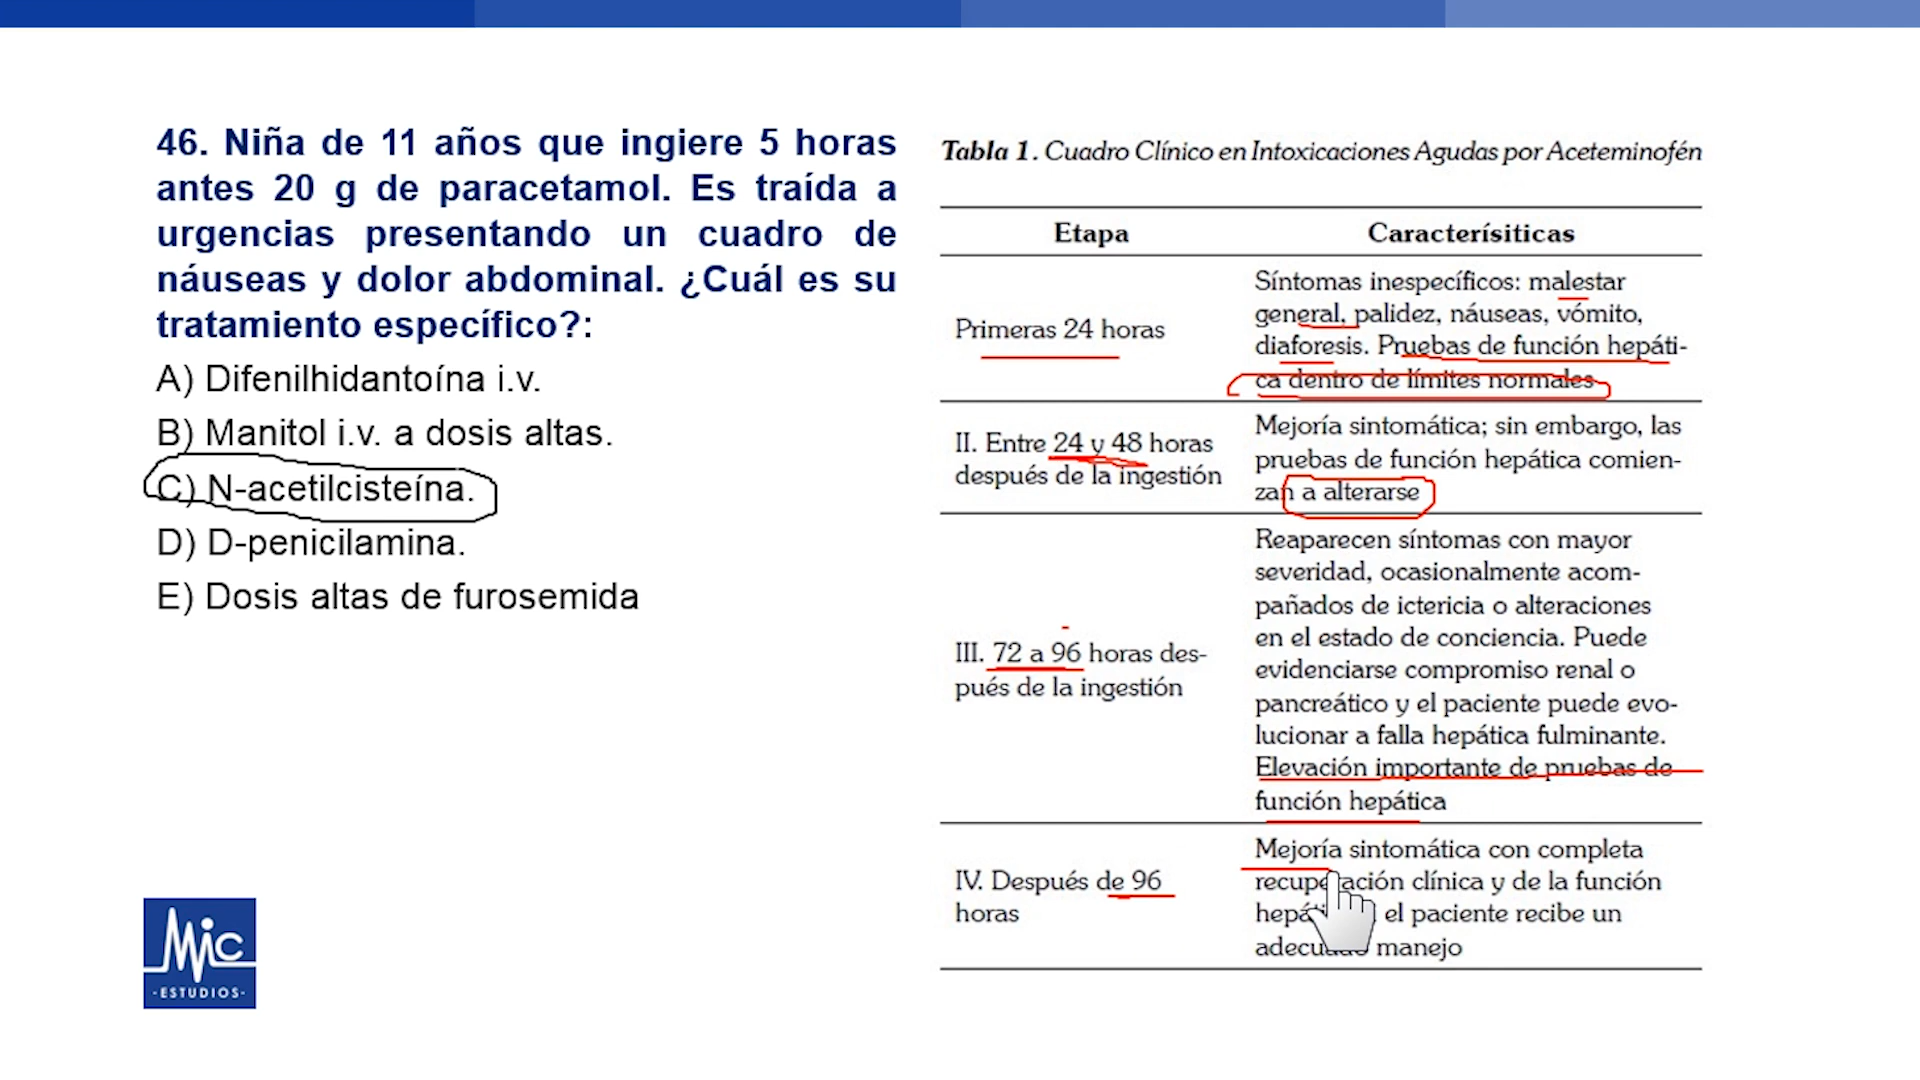 46. Niña de 11 años que ingiere 5 horas
antes 20 g de paracetamol. Es traída a
urgencias presentando un cuadro de
náuseas y dolor abdominal. ¿Cuál es su
tratamiento específico?:
A) Difenilhidantoína i.v.
B) Manitol i.v. a dosis altas.
C) N-acetilcisteína.
D) D-penicilamina.
E) Dosis altas de furosemida
Tabla 1. Cuadro Clínico en Intoxicaciones Agudas por Aceteminofén
Etapa
Caracterísiticas
Primeras 24 horas
Síntomas inespecíficos: malestar
general, palidez, náuseas, vómito,
diaforesis. Pruebas de función hepáti-
ca dentro de límites normales
II. Entre 24 y 48 horas
después de la ingestión
Mejoría sintomática; sin embargo, las
pruebas de función hepática comien-
zan a alterarse
III. 72 a 96 horas des-
pués de la ingestión
Reaparecen síntomas con mayor
severidad, ocasionalmente acom-
pañados de ictericia o alteraciones
en el estado de conciencia. Puede
evidenciarse compromiso renal o
pancreático y el paciente puede evo-
lucionar a falla hepática fulminante.
Elevación importante de pruebas de
función hepática
IV. Después de 96
horas
Mejoría sintomática con completa
recuperación clínica y de la función
el paciente recibe un
adecuado manejo
Mic
·ESTUDIOS·